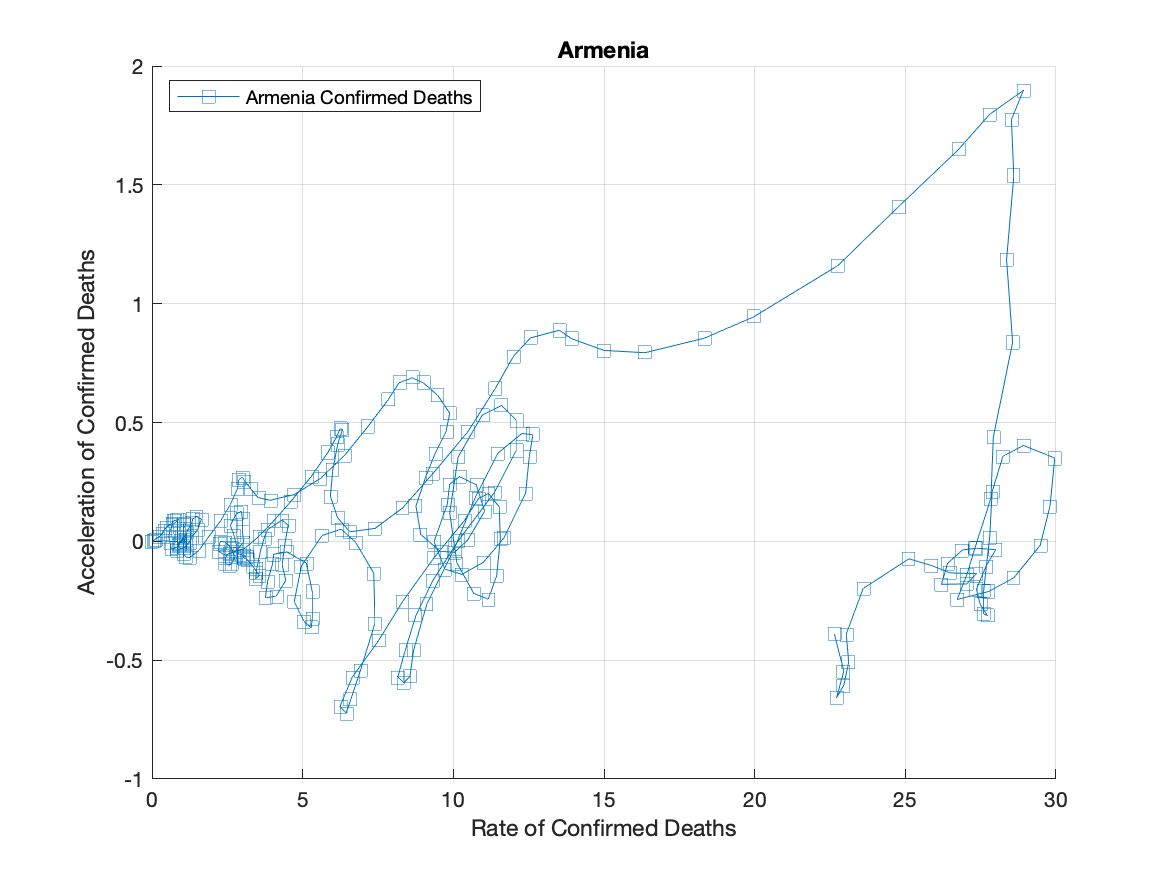 Armenia
Armenia Confirmed Deaths
2
1.5
1
0.5
0
-0.5
-1
Acceleration of Confirmed Deaths
0 5 10 15 20 25 30
Rate of Confirmed Deaths